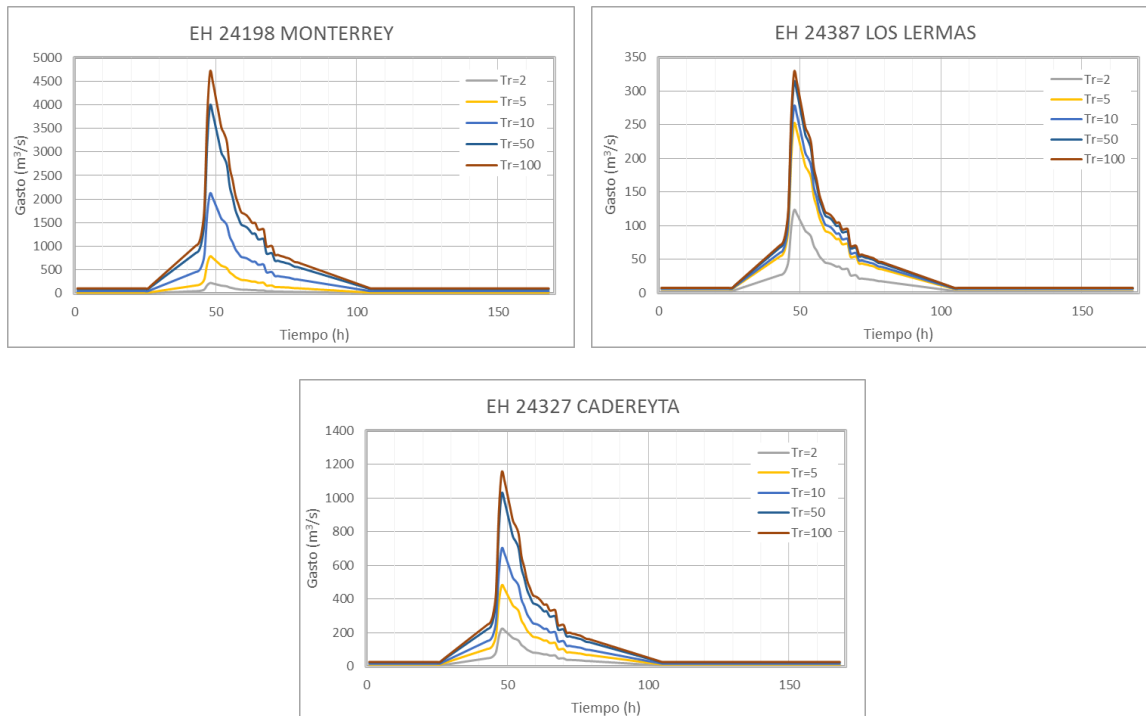 EH 24198 MONTERREY
5000
4500
4000
3500
3000
2500
2000
1500
1000
500
0
Gasto (m³/s)
0 50 100 150
Tiempo (h)
Tr=2
Tr=5
Tr=10
Tr=50
Tr=100
EH 24387 LOS LERMAS
350
300
250
200
150
100
50
0
Gasto (m³/s)
0 50 100 150
Tiempo (h)
Tr=2
Tr=5
Tr=10
Tr=50
Tr=100
EH 24327 CADEREYTA
1400
1200
1000
800
600
400
200
0
Gasto (m³/s)
0 50 100 150
Tiempo (h)
Tr=2
Tr=5
Tr=10
Tr=50
Tr=100